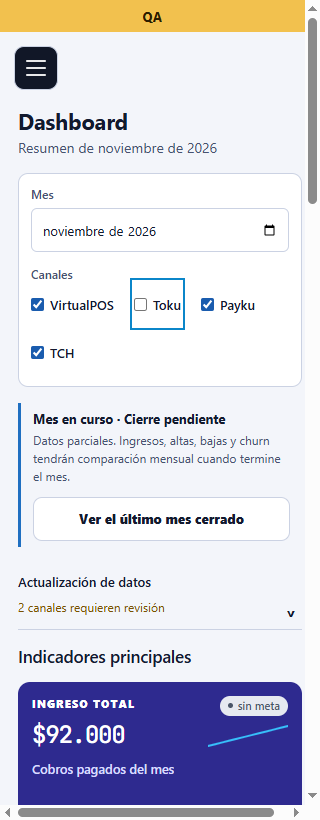 QA
Dashboard
Resumen de noviembre de 2026
Mes
noviembre de 2026
Canales
VirtualPOS Toku Payku
TCH
Mes en curso · Cierre pendiente
Datos parciales. Ingresos, altas, bajas y churn
tendrán comparación mensual cuando termine
el mes.
Ver el último mes cerrado
Actualización de datos
2 canales requieren revisión
v
Indicadores principales
INGRESO TOTAL
sin meta
$92.000
Cobros pagados del mes